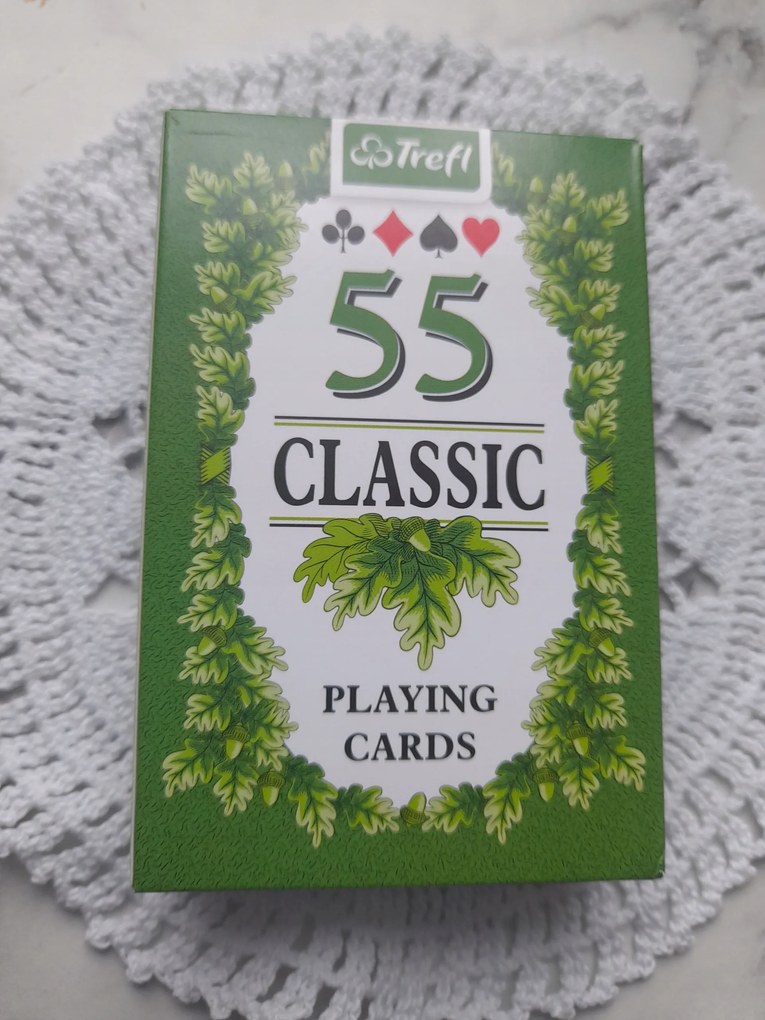 Trefl
55
CLASSIC
PLAYING
CARDS